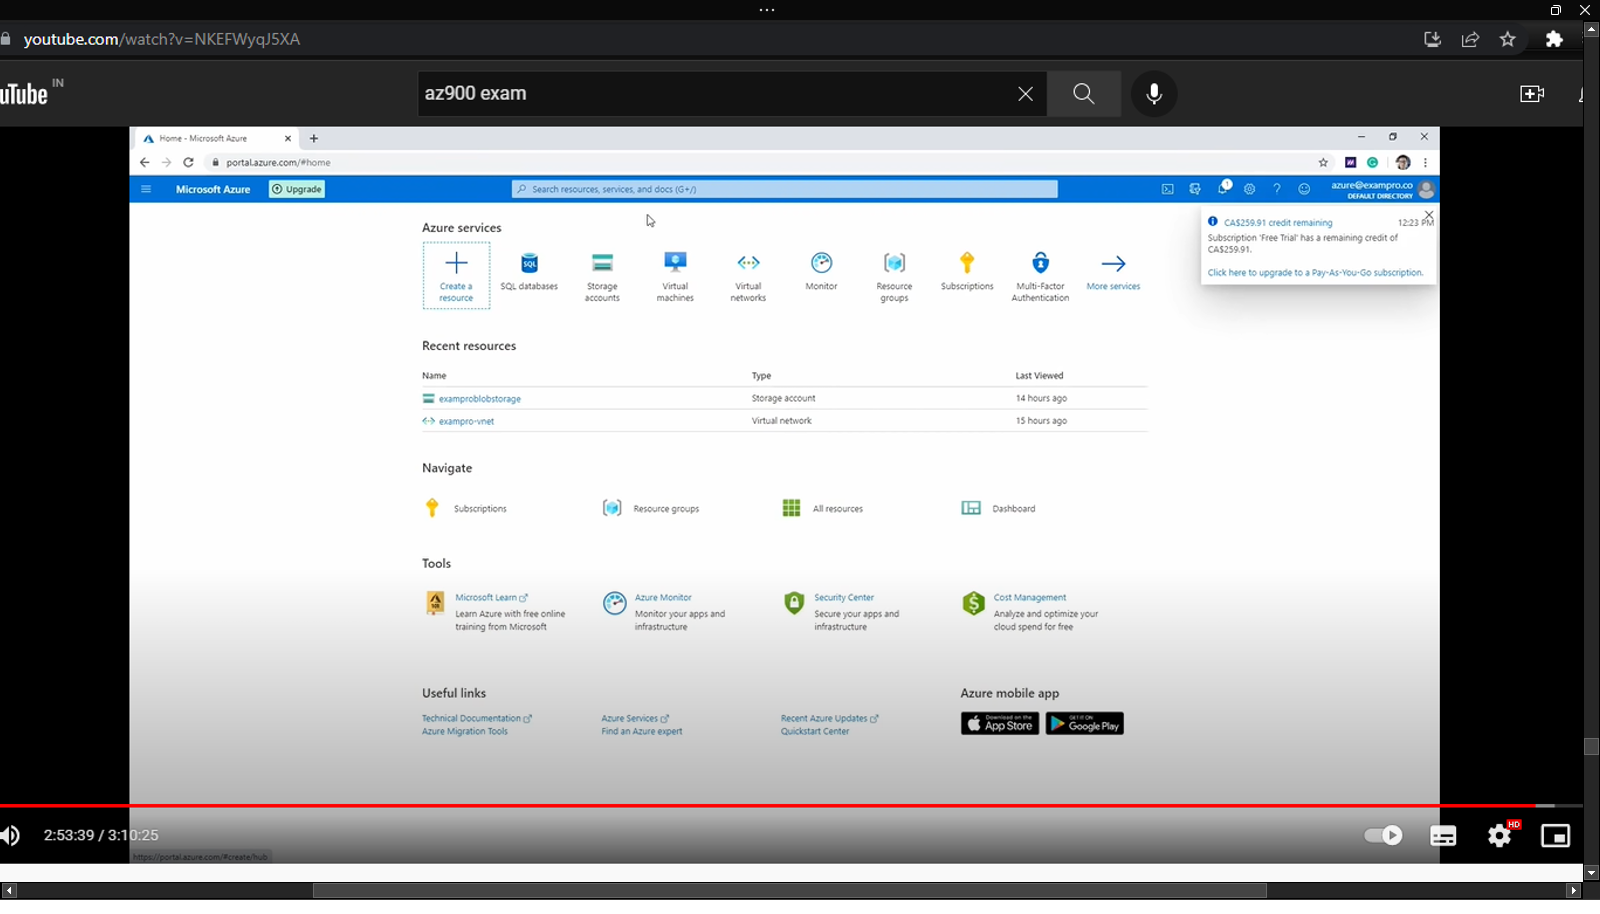 youtube.com/watch?v=NKEFWyqJ5XA
uTube IN
az900 exam
Home - Microsoft Azure
portal.azure.com/#home
Microsoft Azure
Upgrade
Search resources, services, and docs (G+/)
1
azure@exampro.co
DEFAULT DIRECTORY
CA$259.91 credit remaining
12:23 PM
Subscription 'Free Trial' has a remaining credit of
CA$259.91.
Click here to upgrade to a Pay-As-You-Go subscription.
Azure services
Create a
resource
SQL
SQL databases
Storage
accounts
Virtual
machines
Virtual
networks
Monitor
Resource
groups
Subscriptions
Multi-Factor
Authentication
More services
Recent resources
Name Type Last Viewed
examproblobstorage Storage account 14 hours ago
exampro-vnet Virtual network 15 hours ago
Navigate
Subscriptions Resource groups All resources Dashboard
Tools
Microsoft Learn
Learn Azure with free online
training from Microsoft
Azure Monitor
Monitor your apps and
infrastructure
Security Center
Secure your apps and
infrastructure
Cost Management
Analyze and optimize your
cloud spend for free
Useful links
Technical Documentation
Azure Migration Tools
Azure Services
Find an Azure expert
Recent Azure Updates
Quickstart Center
Azure mobile app
Download on the
App Store
GET IT ON
Google Play
2:53:39 / 3:10:25
HD
https://portal.azure.com/#create/hub